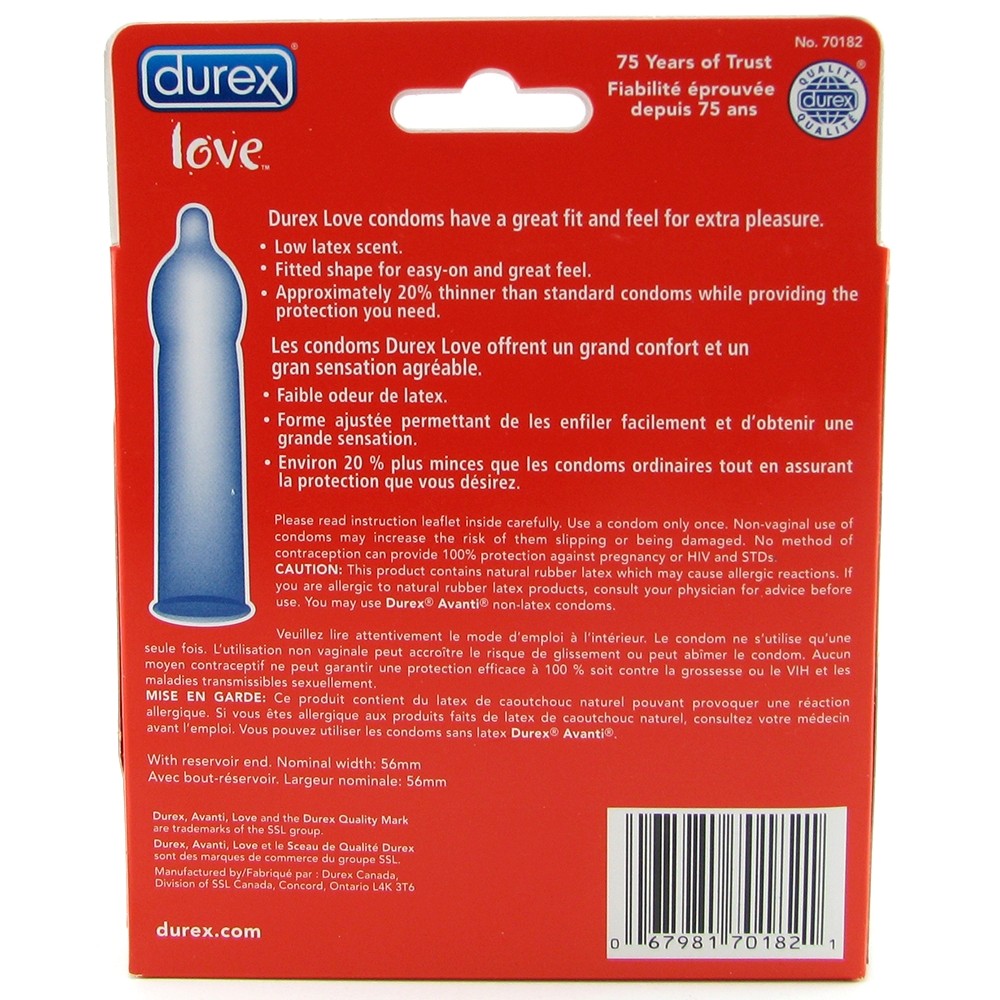 durex®
love™
No. 70182
75 Years of Trust
Fiabilité éprouvée
depuis 75 ans
QUALITY
durex
QUALITÉ
®
Durex Love condoms have a great fit and feel for extra pleasure.
• Low latex scent.
• Fitted shape for easy-on and great feel.
• Approximately 20% thinner than standard condoms while providing the
protection you need.
Les condoms Durex Love offrent un grand confort et un
gran sensation agréable.
• Faible odeur de latex.
• Forme ajustée permettant de les enfiler facilement et d'obtenir une
grande sensation.
• Environ 20 % plus minces que les condoms ordinaires tout en assurant
la protection que vous désirez.
Please read instruction leaflet inside carefully. Use a condom only once. Non-vaginal use of
condoms may increase the risk of them slipping or being damaged. No method of
contraception can provide 100% protection against pregnancy or HIV and STDs.
CAUTION: This product contains natural rubber latex which may cause allergic reactions. If
you are allergic to natural rubber latex products, consult your physician for advice before
use. You may use Durex® Avanti® non-latex condoms.
Veuillez lire attentivement le mode d'emploi à l'intérieur. Le condom ne s'utilise qu'une
seule fois. L'utilisation non vaginale peut accroître le risque de glissement ou peut abîmer le condom. Aucun
moyen contraceptif ne peut garantir une protection efficace à 100 % soit contre la grossesse ou le VIH et les
maladies transmissibles sexuellement.
MISE EN GARDE: Ce produit contient du latex de caoutchouc naturel pouvant provoquer une réaction
allergique. Si vous êtes allergique aux produits faits de latex de caoutchouc naturel, consultez votre médecin
avant l'emploi. Vous pouvez utiliser les condoms sans latex Durex® Avanti®.
With reservoir end. Nominal width: 56mm
Avec bout-réservoir. Largeur nominale: 56mm
Durex, Avanti, Love and the Durex Quality Mark
are trademarks of the SSL group.
Durex, Avanti, Love et le Sceau de Qualité Durex
sont des marques de commerce du groupe SSL.
Manufactured by/Fabriqué par : Durex Canada,
Division of SSL Canada, Concord, Ontario L4K 3T6
durex.com
0 67981 70182 1